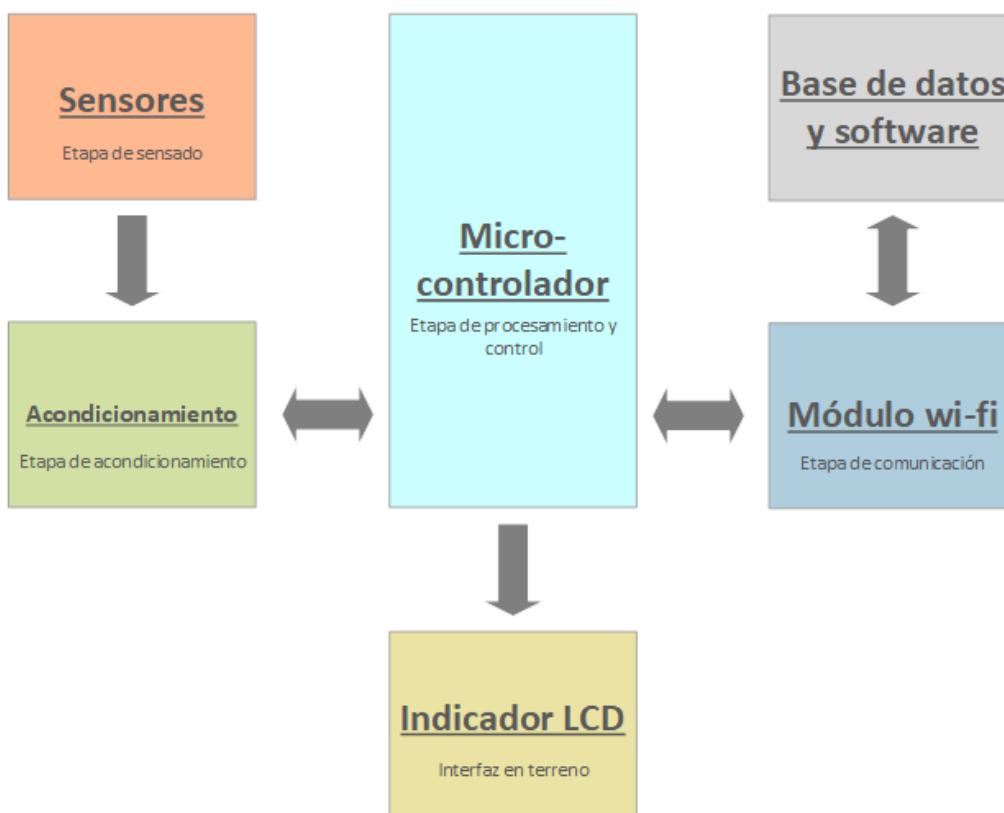 Sensores
Etapa de sensado
Acondicionamiento
Etapa de acondicionamiento
Micro-
controlador
Etapa de procesamiento y
control
Indicador LCD
Interfaz en terreno
Base de datos
y software
Módulo wi-fi
Etapa de comunicación